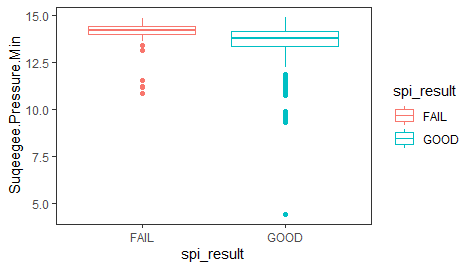 15.0
12.5
10.0
7.5
5.0
Suqeegee.Pressure.Min
FAIL
GOOD
spi_result
spi_result
FAIL
GOOD